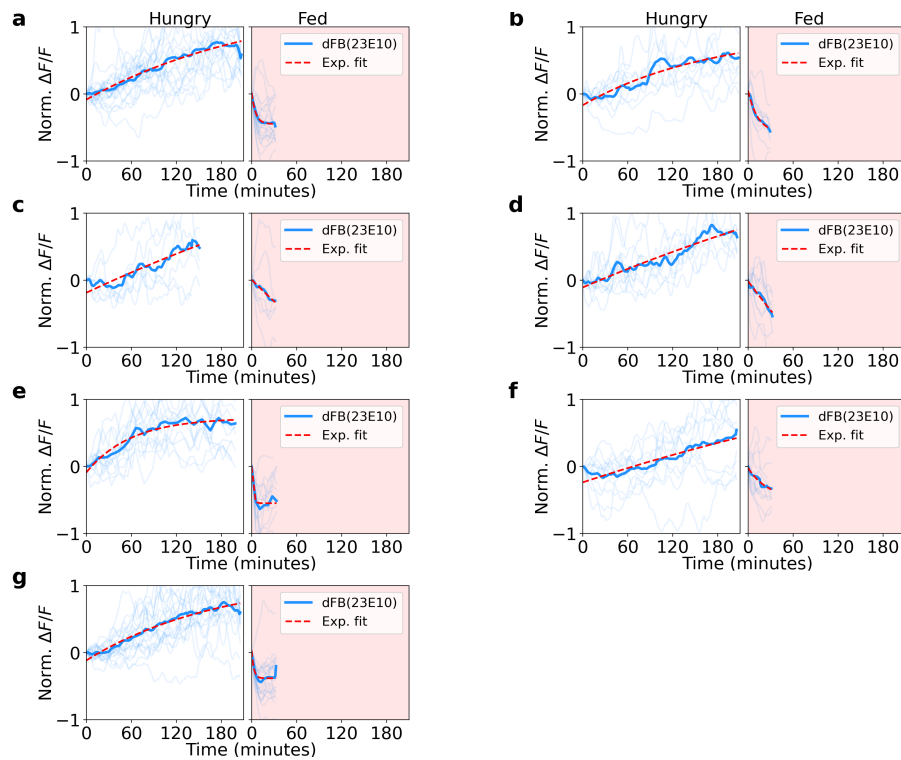 a
Hungry
Fed
1
0
−1
Norm. ΔF/F
0 60 120 180
0 60 120 180
Time (minutes)
dFB(23E10)
Exp. fit
b
Hungry
Fed
1
0
−1
Norm. ΔF/F
0 60 120 180
0 60 120 180
Time (minutes)
dFB(23E10)
Exp. fit
c
1
0
−1
Norm. ΔF/F
0 60 120 180
0 60 120 180
Time (minutes)
dFB(23E10)
Exp. fit
d
1
0
−1
Norm. ΔF/F
0 60 120 180
0 60 120 180
Time (minutes)
dFB(23E10)
Exp. fit
e
1
0
−1
Norm. ΔF/F
0 60 120 180
0 60 120 180
Time (minutes)
dFB(23E10)
Exp. fit
f
1
0
−1
Norm. ΔF/F
0 60 120 180
0 60 120 180
Time (minutes)
dFB(23E10)
Exp. fit
g
1
0
−1
Norm. ΔF/F
0 60 120 180
0 60 120 180
Time (minutes)
dFB(23E10)
Exp. fit